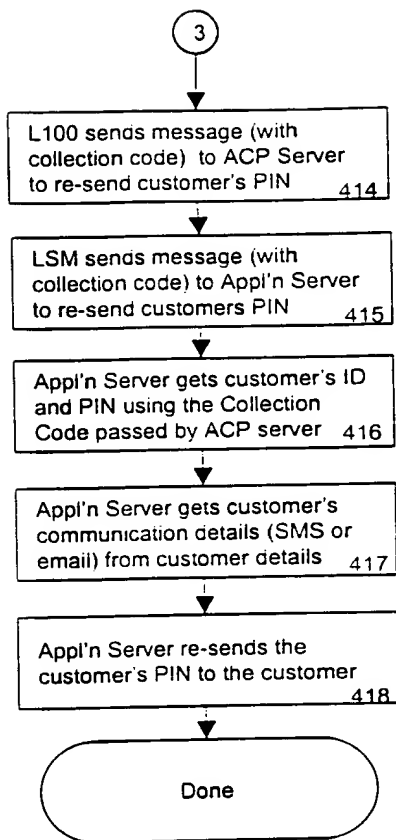 3
L100 sends message (with
collection code) to ACP Server
to re-send customer's PIN
414
LSM sends message (with
collection code) to Appl'n Server
to re-send customers PIN
415
Appl'n Server gets customer's ID
and PIN using the Collection
Code passed by ACP server 416
Appl'n Server gets customer's
communication details (SMS or
email) from customer details
417
Appl'n Server re-sends the
customer's PIN to the customer
418
Done